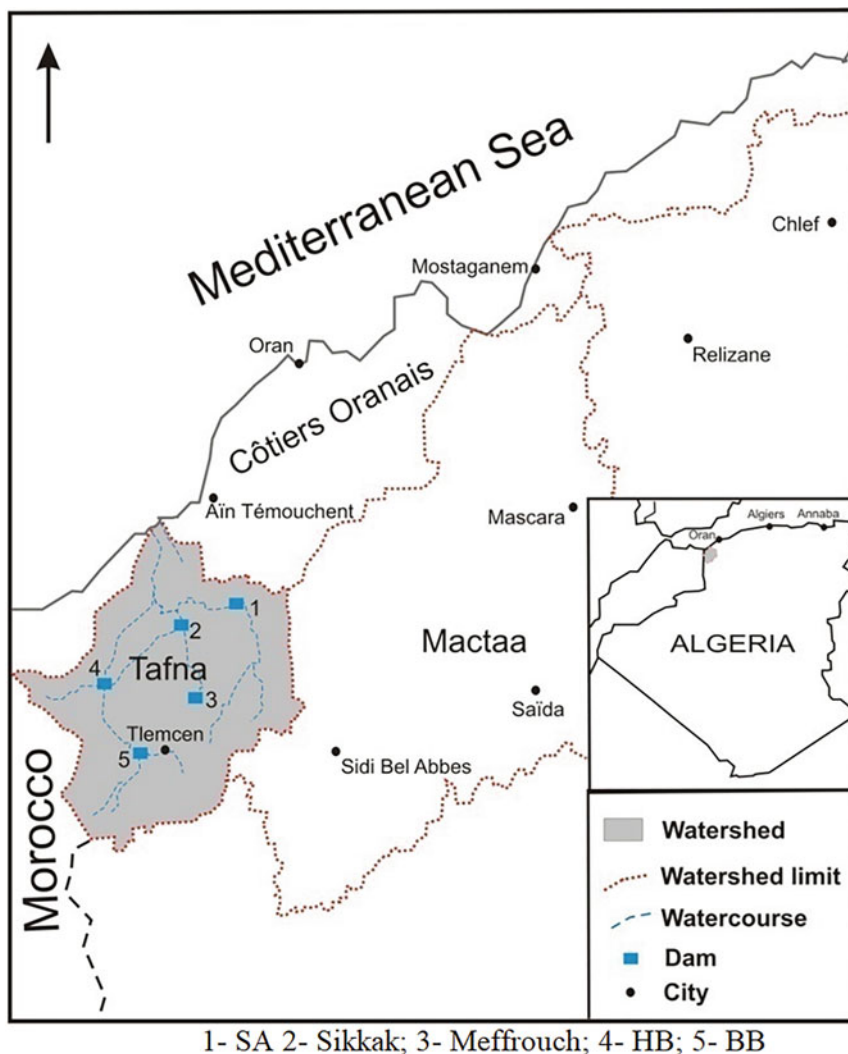 Mediterranean Sea
Chlef
Mostaganem
Relizane
Oran
Côtiers Oranais
Aïn Témouchent
Mascara
Oran
Algiers
Annaba
ALGERIA
1
2
Mactaa
4
Tafna
3
Saïda
Tlemcen
5
Sidi Bel Abbes
Morocco
Watershed
Watershed limit
Watercourse
Dam
City
1- SA 2- Sikkak; 3- Meffrouch; 4- HB; 5- BB